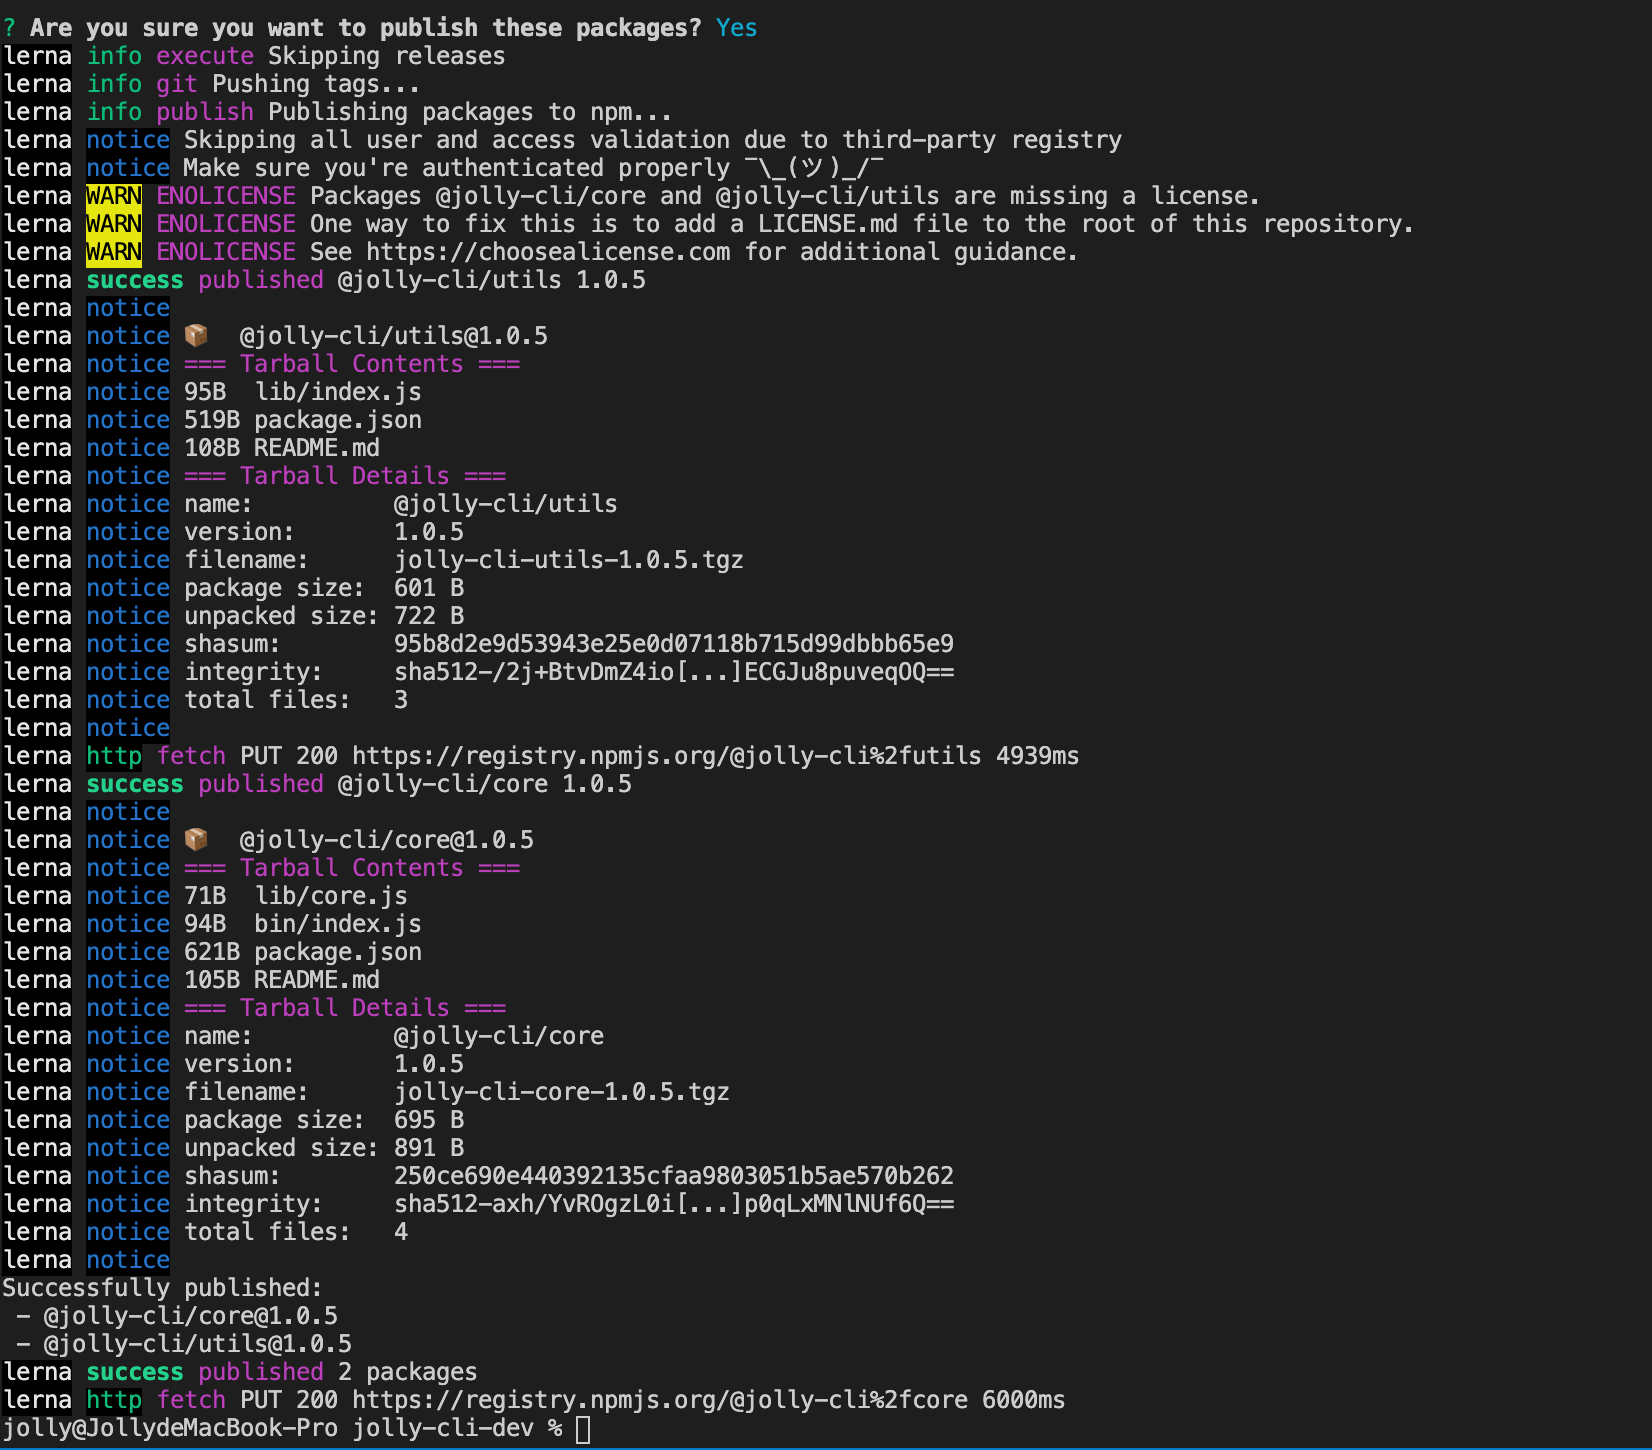 ? Are you sure you want to publish these packages? Yes
lerna info execute Skipping releases
lerna info git Pushing tags...
lerna info publish Publishing packages to npm...
lerna notice Skipping all user and access validation due to third-party registry
lerna notice Make sure you're authenticated properly ¯\_(ツ)_/¯
lerna WARN ENOLICENSE Packages @jolly-cli/core and @jolly-cli/utils are missing a license.
lerna WARN ENOLICENSE One way to fix this is to add a LICENSE.md file to the root of this repository.
lerna WARN ENOLICENSE See https://choosealicense.com for additional guidance.
lerna success published @jolly-cli/utils 1.0.5
lerna notice
lerna notice 📦  @jolly-cli/utils@1.0.5
lerna notice === Tarball Contents ===
lerna notice 95B  lib/index.js
lerna notice 519B package.json
lerna notice 108B README.md
lerna notice === Tarball Details ===
lerna notice name:          @jolly-cli/utils
lerna notice version:       1.0.5
lerna notice filename:      jolly-cli-utils-1.0.5.tgz
lerna notice package size:  601 B
lerna notice unpacked size: 722 B
lerna notice shasum:        95b8d2e9d53943e25e0d07118b715d99dbbb65e9
lerna notice integrity:     sha512-/2j+BtvDmZ4io[...]ECGJu8puveqOQ==
lerna notice total files:   3
lerna notice
lerna http fetch PUT 200 https://registry.npmjs.org/@jolly-cli%2futils 4939ms
lerna success published @jolly-cli/core 1.0.5
lerna notice
lerna notice 📦  @jolly-cli/core@1.0.5
lerna notice === Tarball Contents ===
lerna notice 71B  lib/core.js
lerna notice 94B  bin/index.js
lerna notice 621B package.json
lerna notice 105B README.md
lerna notice === Tarball Details ===
lerna notice name:          @jolly-cli/core
lerna notice version:       1.0.5
lerna notice filename:      jolly-cli-core-1.0.5.tgz
lerna notice package size:  695 B
lerna notice unpacked size: 891 B
lerna notice shasum:        250ce690e440392135cfaa9803051b5ae570b262
lerna notice integrity:     sha512-axh/YvROgzL0i[...]p0qLxMNlNUf6Q==
lerna notice total files:   4
lerna notice
Successfully published:
 - @jolly-cli/core@1.0.5
 - @jolly-cli/utils@1.0.5
lerna success published 2 packages
lerna http fetch PUT 200 https://registry.npmjs.org/@jolly-cli%2fcore 6000ms
jolly@JollydeMacBook-Pro jolly-cli-dev %